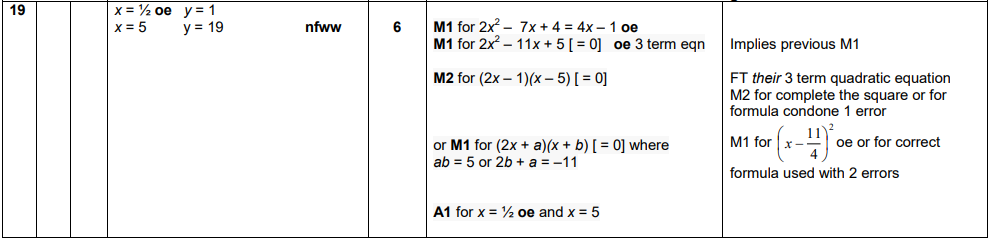 19 x = ½ oe y = 1
x = 5 y = 19 nfww 6
M1 for 2x² – 7x + 4 = 4x – 1 oe
M1 for 2x² – 11x + 5 [ = 0] oe 3 term eqn Implies previous M1
M2 for (2x – 1)(x – 5) [ = 0] FT their 3 term quadratic equation
M2 for complete the square or for
formula condone 1 error
or M1 for (2x + a)(x + b) [ = 0] where
ab = 5 or 2b + a = –11
M1 for (x – 11/4)² oe or for correct
formula used with 2 errors
A1 for x = ½ oe and x = 5